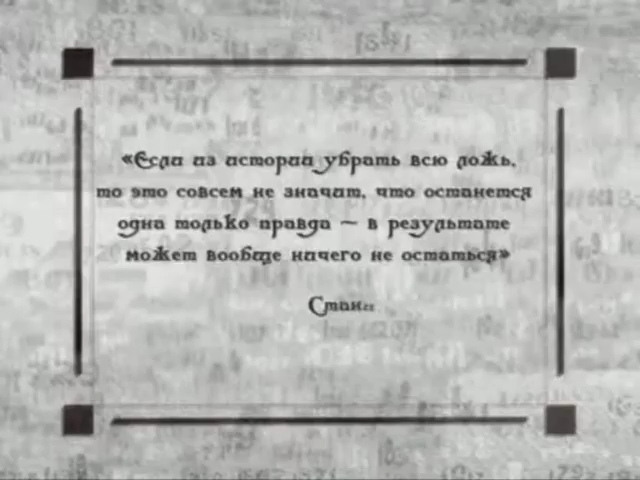 «Если из истории убрать всю ложь,
то это совсем не значит, что останется
одна только правда — в результате
может вообще ничего не остаться»